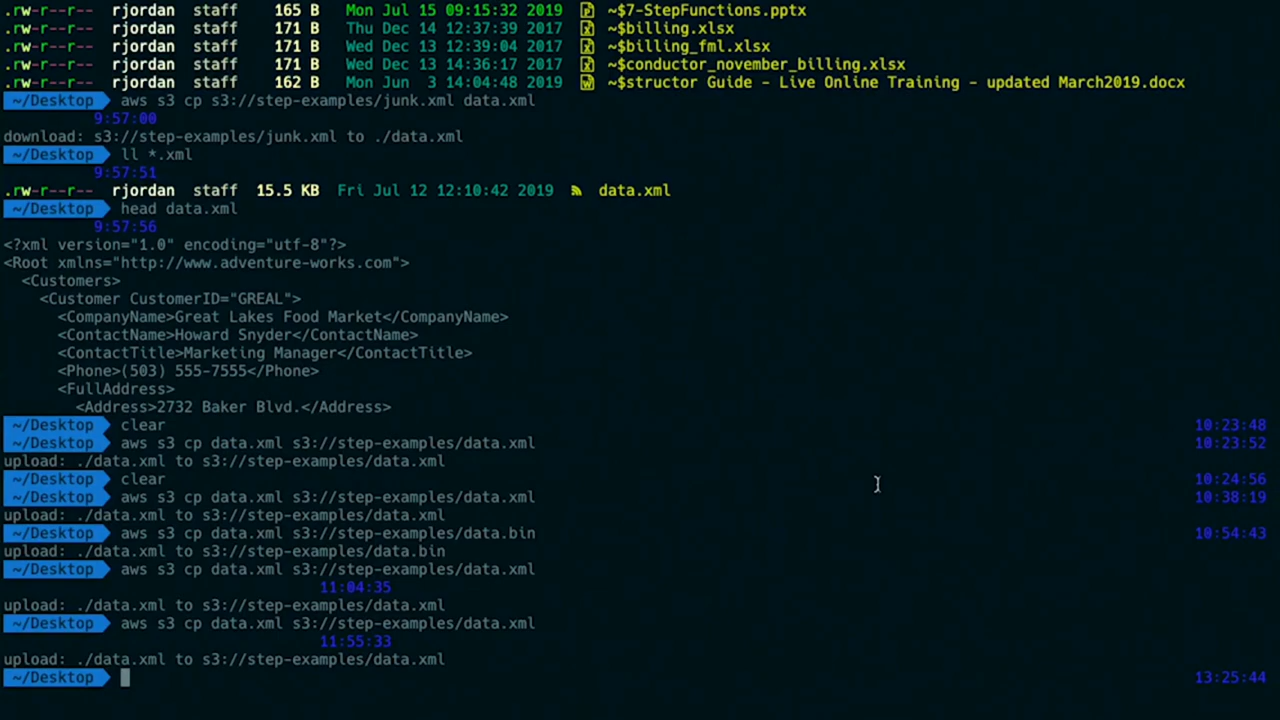 .rw-r--r-- rjordan staff 165 B Mon Jul 15 09:15:32 2019 ~$7-StepFunctions.pptx
.rw-r--r-- rjordan staff 171 B Thu Dec 14 12:37:39 2017 ~$billing.xlsx
.rw-r--r-- rjordan staff 171 B Wed Dec 13 12:39:04 2017 ~$billing_fml.xlsx
.rw-r--r-- rjordan staff 171 B Wed Dec 13 14:36:17 2017 ~$conductor_november_billing.xlsx
.rw-r--r-- rjordan staff 162 B Mon Jun 3 14:04:48 2019 ~$structor Guide - Live Online Training - updated March2019.docx
~/Desktop aws s3 cp s3://step-examples/junk.xml data.xml
9:57:00
download: s3://step-examples/junk.xml to ./data.xml
~/Desktop ll *.xml
9:57:51
.rw-r--r-- rjordan staff 15.5 KB Fri Jul 12 12:10:42 2019 data.xml
~/Desktop head data.xml
9:57:56
<?xml version="1.0" encoding="utf-8"?>
<Root xmlns="http://www.adventure-works.com">
<Customers>
<Customer CustomerID="GREAL">
<CompanyName>Great Lakes Food Market</CompanyName>
<ContactName>Howard Snyder</ContactName>
<ContactTitle>Marketing Manager</ContactTitle>
<Phone>(503) 555-7555</Phone>
<FullAddress>
<Address>2732 Baker Blvd.</Address>
~/Desktop clear 10:23:48
~/Desktop aws s3 cp data.xml s3://step-examples/data.xml 10:23:52
upload: ./data.xml to s3://step-examples/data.xml
~/Desktop clear 10:24:56
~/Desktop aws s3 cp data.xml s3://step-examples/data.xml 10:38:19
upload: ./data.xml to s3://step-examples/data.xml
~/Desktop aws s3 cp data.xml s3://step-examples/data.bin 10:54:43
upload: ./data.xml to s3://step-examples/data.bin
~/Desktop aws s3 cp data.xml s3://step-examples/data.xml
11:04:35
upload: ./data.xml to s3://step-examples/data.xml
~/Desktop aws s3 cp data.xml s3://step-examples/data.xml
11:55:33
upload: ./data.xml to s3://step-examples/data.xml
~/Desktop 13:25:44